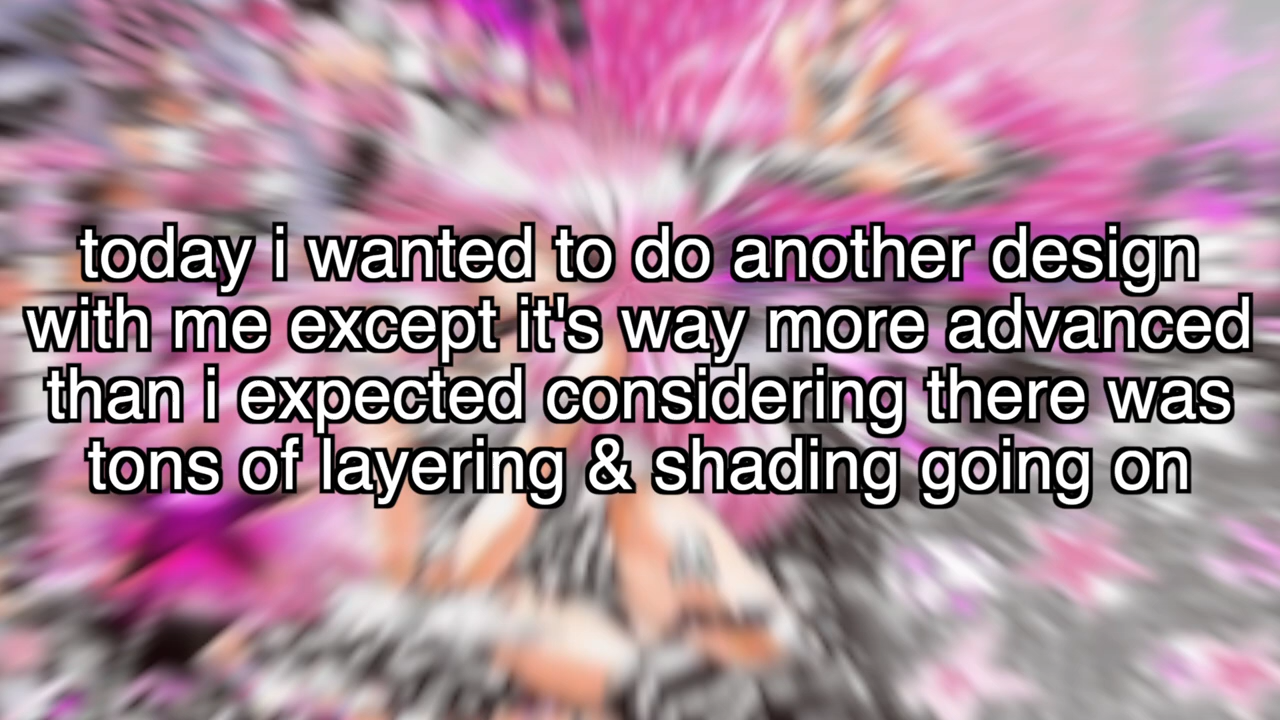 today i wanted to do another design
with me except it's way more advanced
than i expected considering there was
tons of layering & shading going on